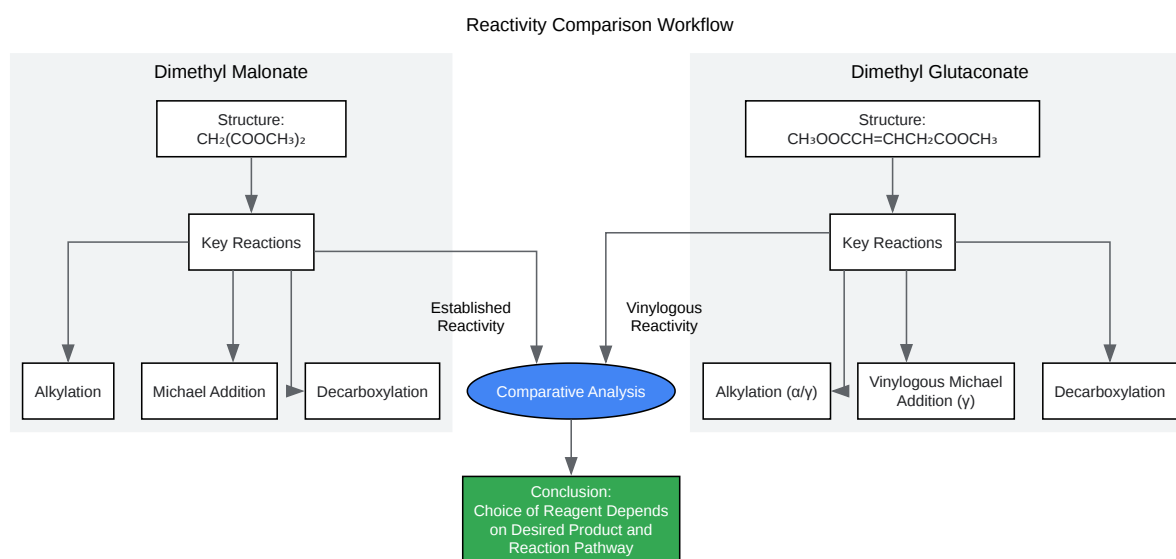 Reactivity Comparison Workflow
Dimethyl Malonate
Structure:
CH₂(COOCH₃)₂
Key Reactions
Alkylation
Michael Addition
Decarboxylation
Established
Reactivity
Dimethyl Glutaconate
Structure:
CH₃OOCCH=CHCH₂COOCH₃
Key Reactions
Vinylogous
Reactivity
Alkylation (α/γ)
Vinylogous Michael
Addition (γ)
Decarboxylation
Comparative Analysis
Conclusion:
Choice of Reagent Depends
on Desired Product and
Reaction Pathway